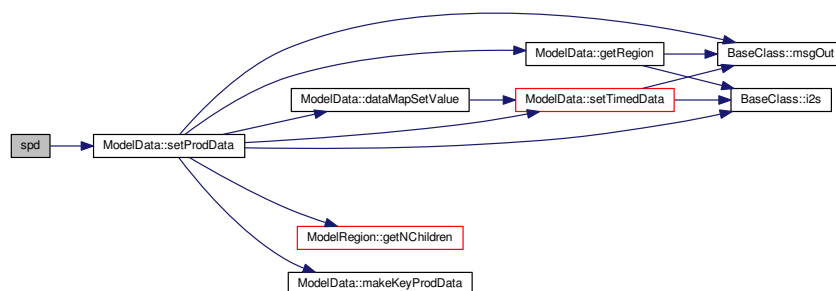 spd
ModelData::setProdData
ModelData::dataMapSetValue
ModelData::getRegion
ModelData::setTimedData
BaseClass::msgOut
BaseClass::i2s
ModelRegion::getNChildren
ModelData::makeKeyProdData